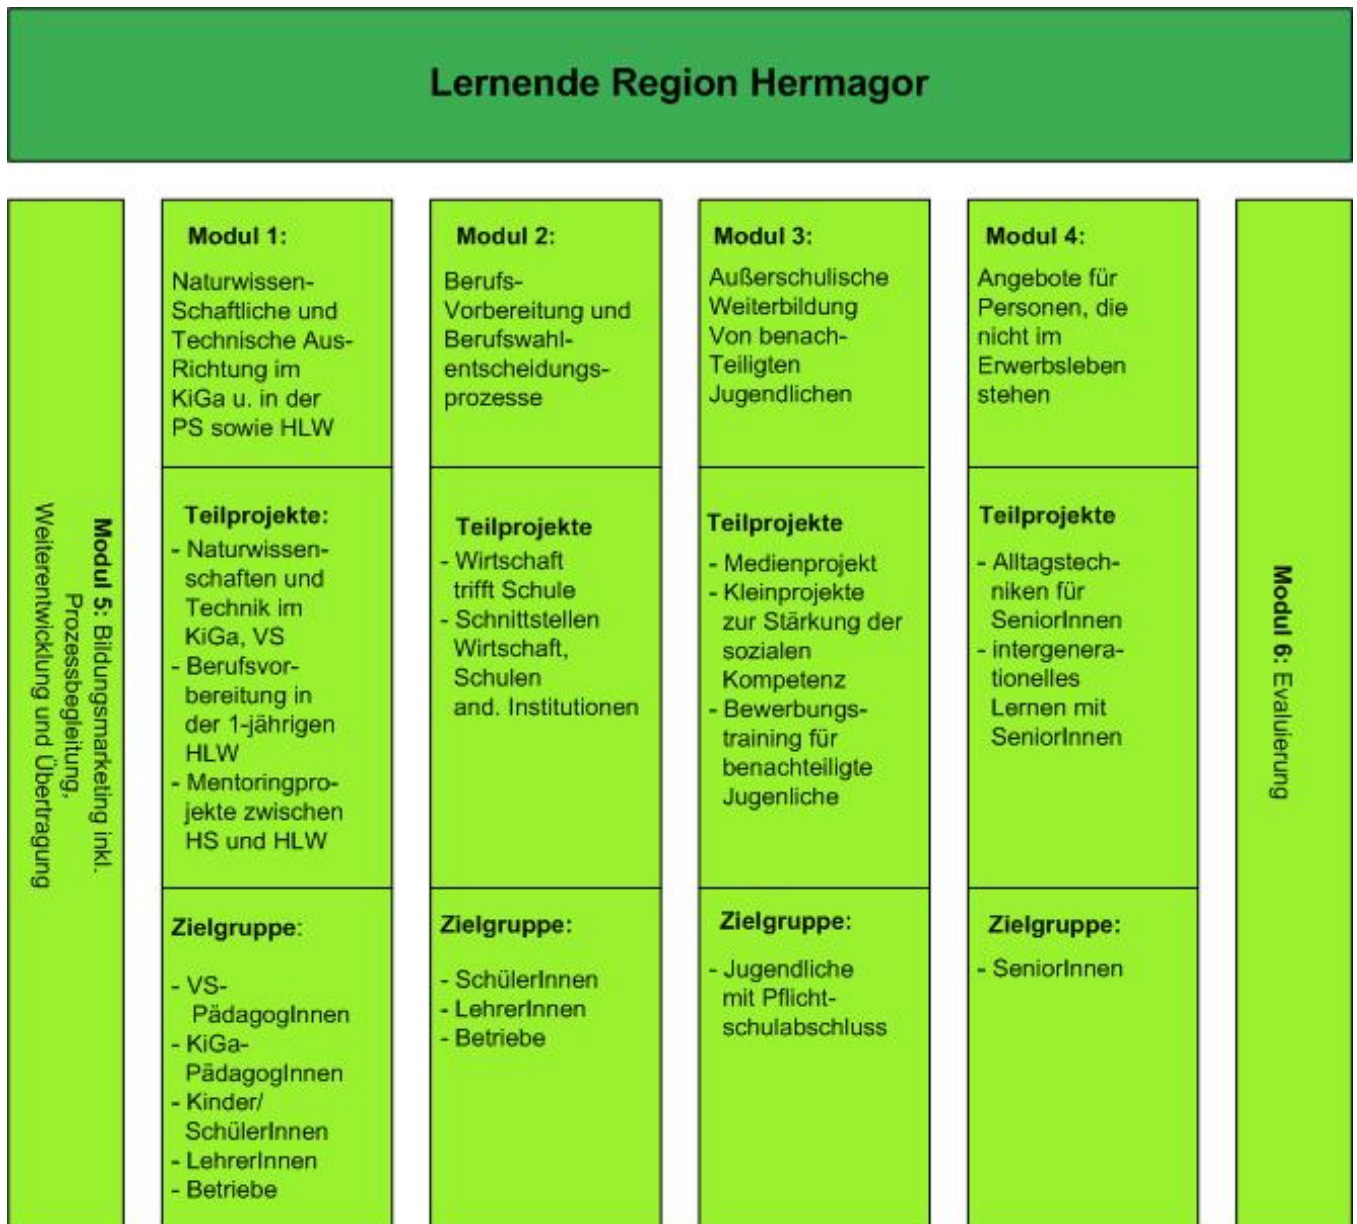 Lernende Region Hermagor
Modul 5: Bildungsmarketing inkl.
Prozessbegleitung,
Weiterentwicklung und Übertragung
Modul 1:
Naturwissen-
Schaftliche und
Technische Aus-
Richtung im
KiGa u. in der
PS sowie HLW
Teilprojekte:
- Naturwissen-
schaften und
Technik im
KiGa, VS
- Berufsvor-
bereitung in
der 1-jährigen
HLW
- Mentoringpro-
jekte zwischen
HS und HLW
Zielgruppe:
- VS-
PädagogInnen
- KiGa-
PädagogInnen
- Kinder/
SchülerInnen
- LehrerInnen
- Betriebe
Modul 2:
Berufs-
Vorbereitung und
Berufswahl-
entscheidungs-
prozesse
Teilprojekte
- Wirtschaft
trifft Schule
- Schnittstellen
Wirtschaft,
Schulen
and. Institutionen
Zielgruppe:
- SchülerInnen
- LehrerInnen
- Betriebe
Modul 3:
Außerschulische
Weiterbildung
Von benach-
Teiligten
Jugendlichen
Teilprojekte
- Medienprojekt
- Kleinprojekte
zur Stärkung der
sozialen
Kompetenz
- Bewerbungs-
training für
benachteiligte
Jugenliche
Zielgruppe:
- Jugendliche
mit Pflicht-
schulabschluss
Modul 4:
Angebote für
Personen, die
nicht im
Erwerbsleben
stehen
Teilprojekte
- Alltagstech-
niken für
SeniorInnen
- intergenera-
tionelles
Lernen mit
SeniorInnen
Zielgruppe:
- SeniorInnen
Modul 6: Evaluierung